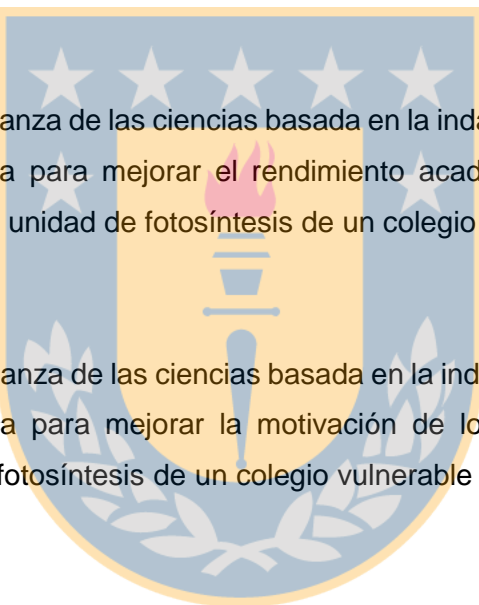 anza de las ciencias basada en la inda
a para mejorar el rendimiento acad
unidad de fotosíntesis de un colegio
anza de las ciencias basada en la ind
a para mejorar la motivación de lo
fotosíntesis de un colegio vulnerable